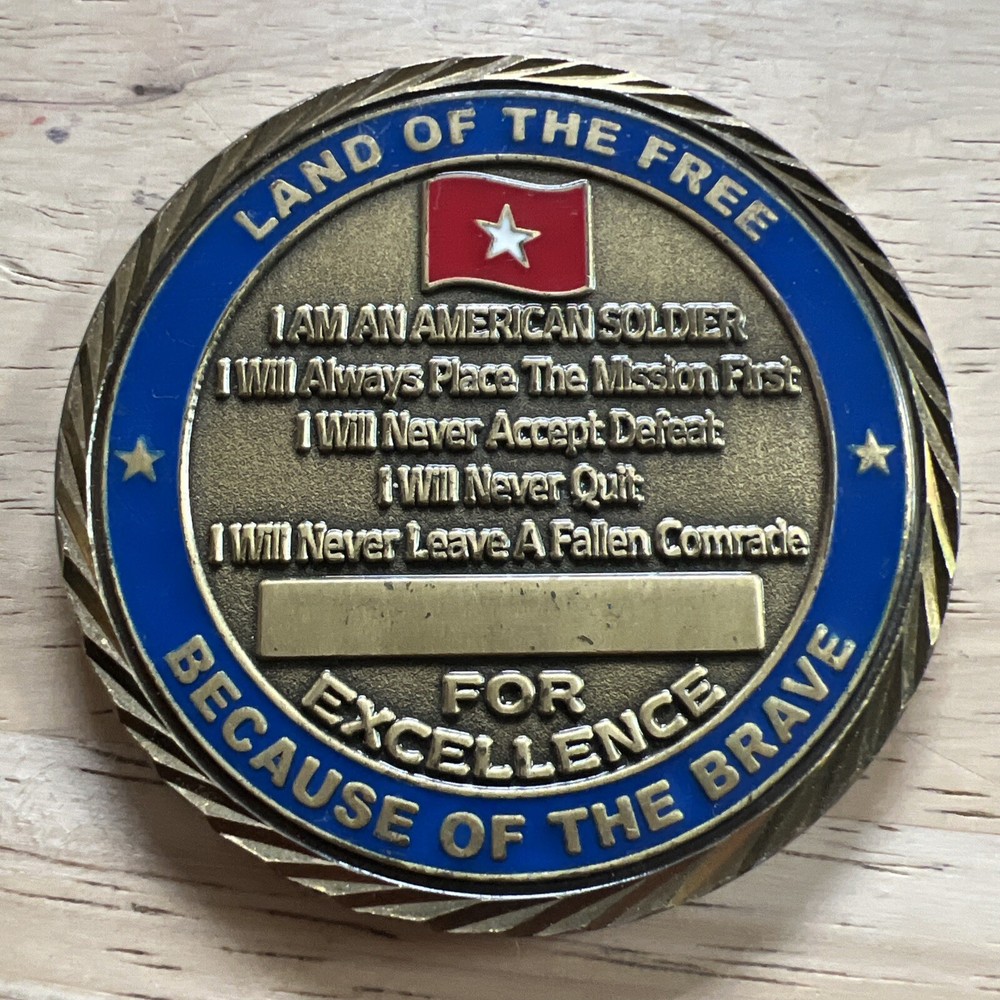 LAND OF THE FREE
I AM AN AMERICAN SOLDIER
I Will Always Place The Mission First
I Will Never Accept Defeat
I Will Never Quit
I Will Never Leave A Fallen Comrade
FOR
EXCELLENCE
BECAUSE OF THE BRAVE